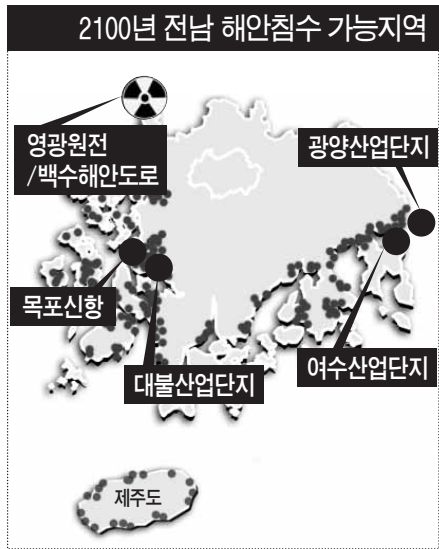 2100년 전남 해안침수 가능지역
영광원전
/백수해안도로
광양산업단지
목포신항
대불산업단지
여수산업단지
제주도